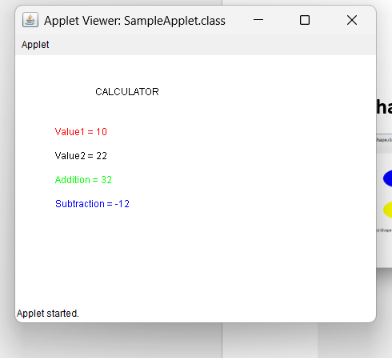 Applet Viewer: SampleApplet.class
Applet
CALCULATOR
Value1 = 10
Value2 = 22
Addition = 32
Subtraction = -12
Applet started.